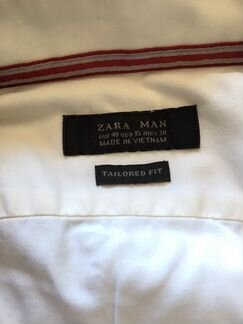 ZARA MAN
eur 40 usa 15 mex 38
MADE IN VIETNAM
TAILORED FIT